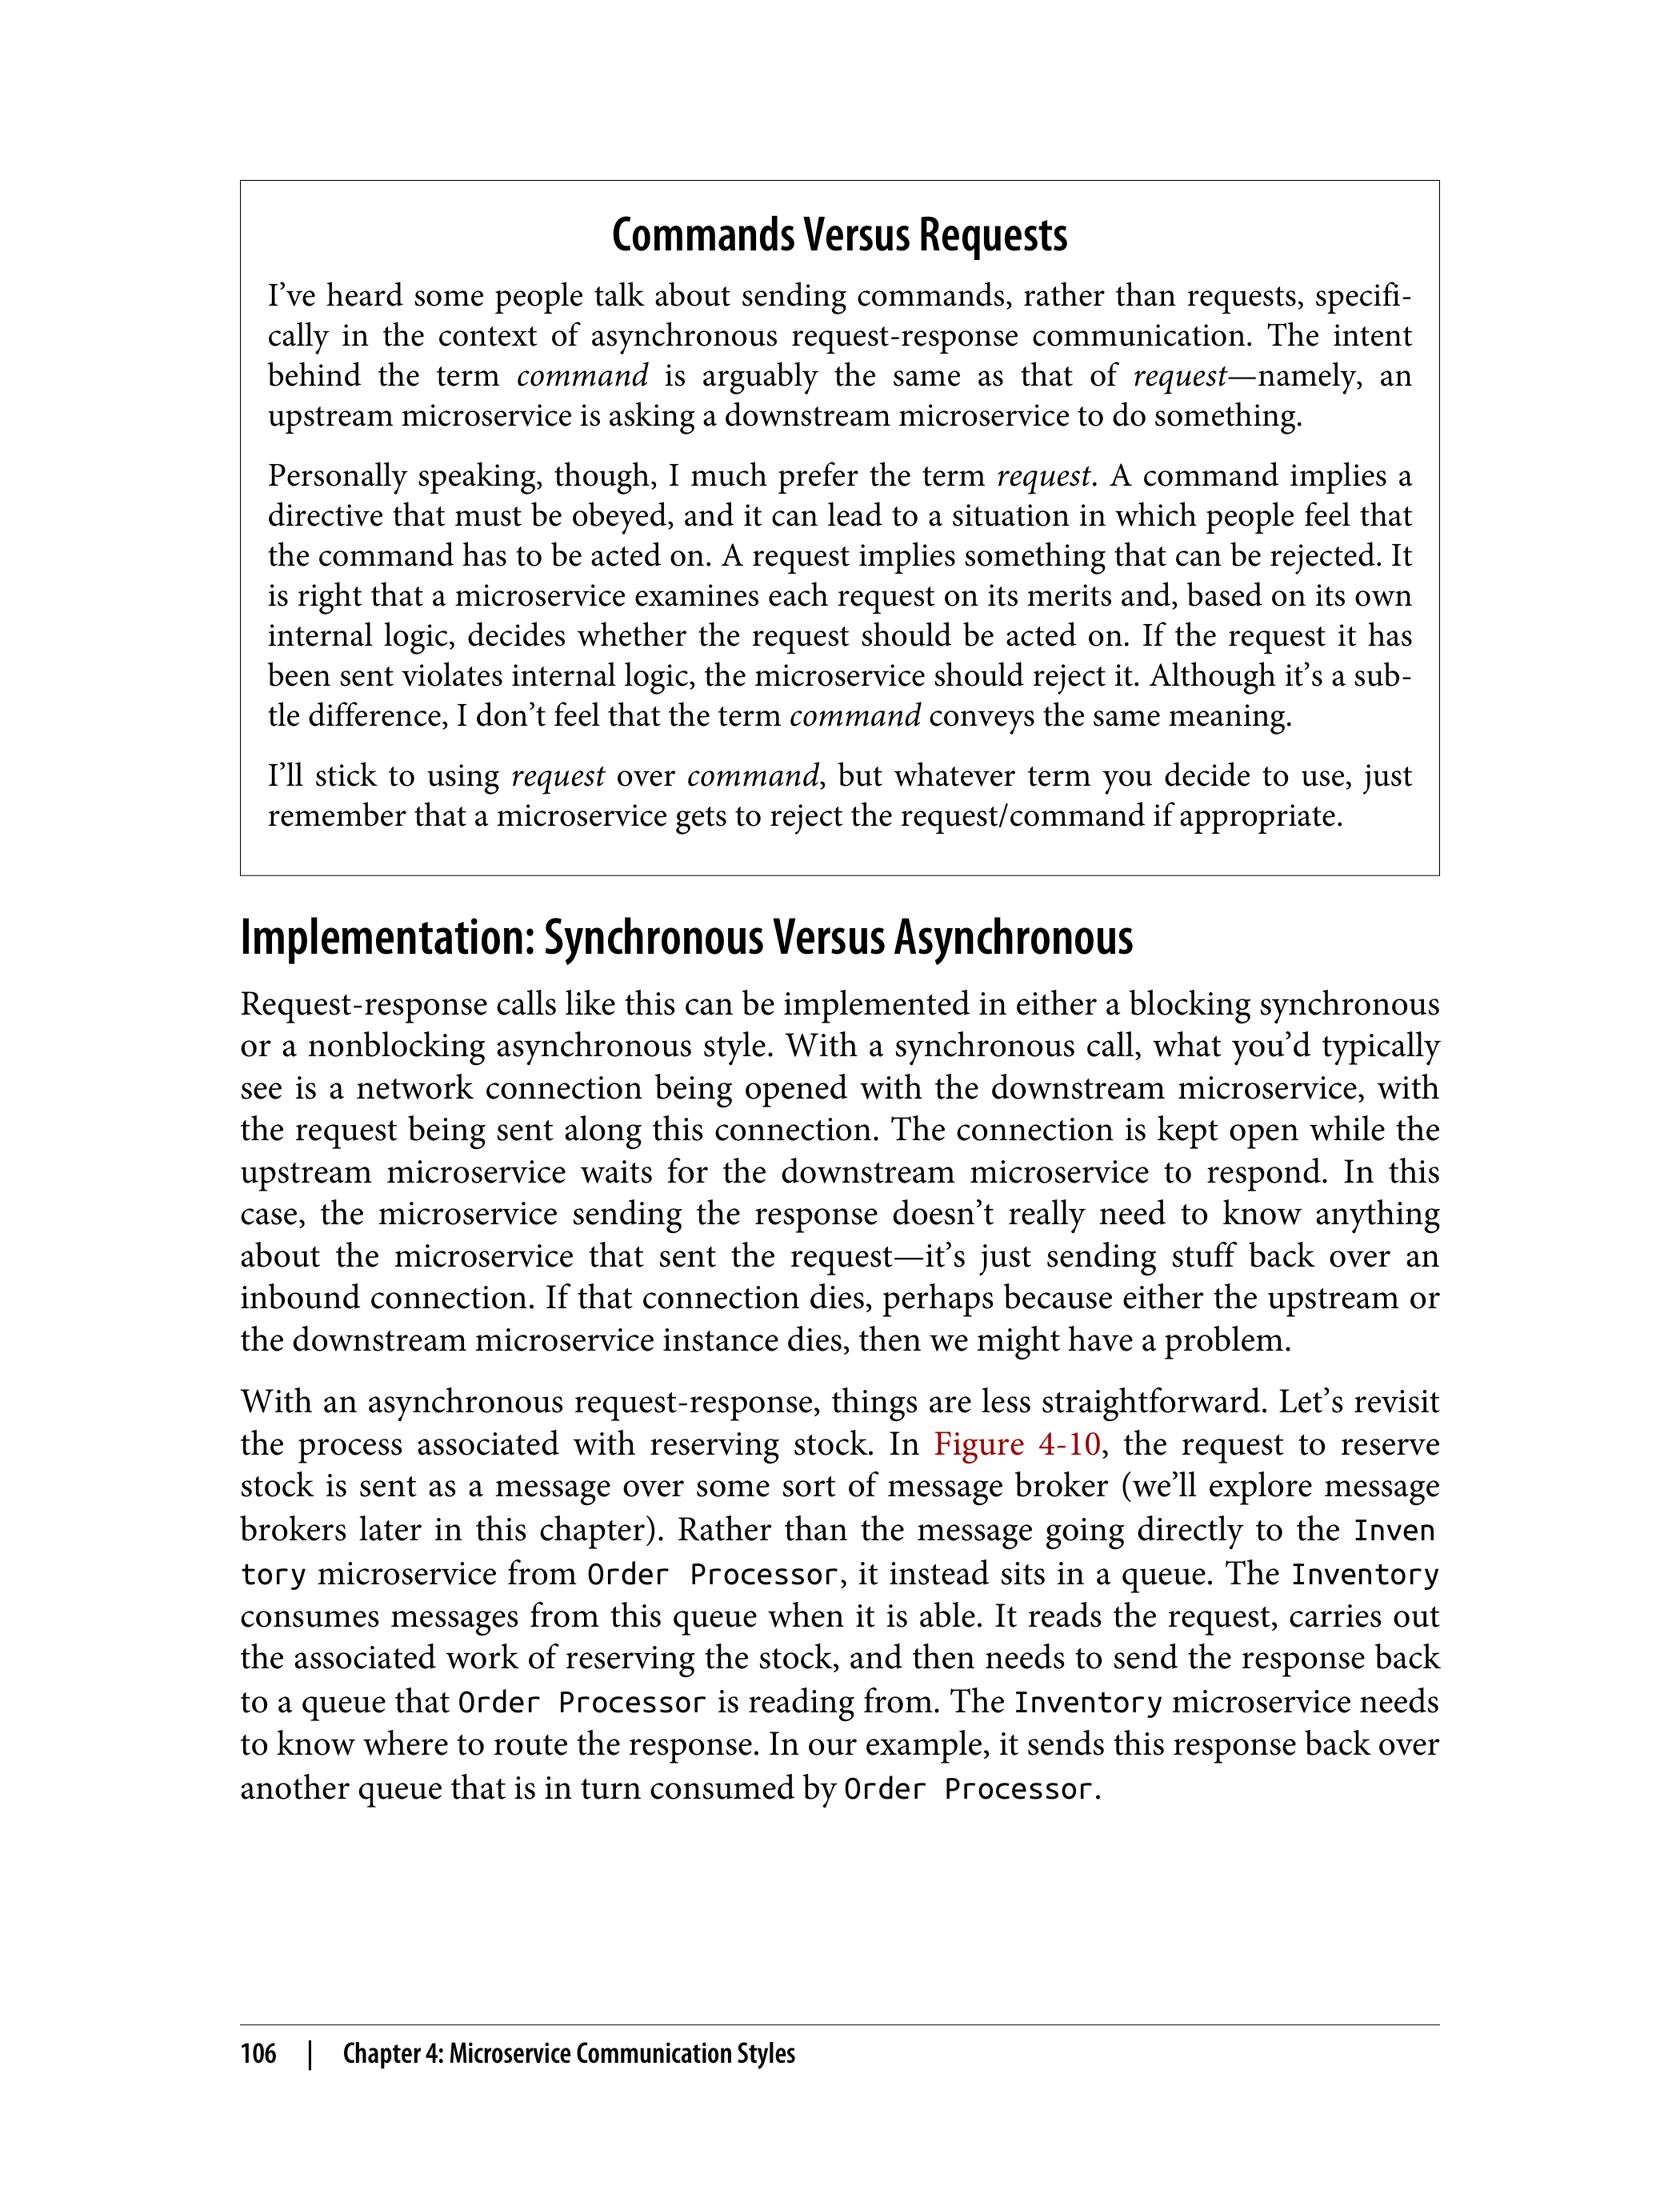 Commands Versus Requests
I’ve heard some people talk about sending commands, rather than requests, specifi-
cally in the context of asynchronous request-response communication. The intent
behind the term command is arguably the same as that of request—namely, an
upstream microservice is asking a downstream microservice to do something.
Personally speaking, though, I much prefer the term request. A command implies a
directive that must be obeyed, and it can lead to a situation in which people feel that
the command has to be acted on. A request implies something that can be rejected. It
is right that a microservice examines each request on its merits and, based on its own
internal logic, decides whether the request should be acted on. If the request it has
been sent violates internal logic, the microservice should reject it. Although it’s a sub-
tle difference, I don’t feel that the term command conveys the same meaning.
I’ll stick to using request over command, but whatever term you decide to use, just
remember that a microservice gets to reject the request/command if appropriate.
Implementation: Synchronous Versus Asynchronous
Request-response calls like this can be implemented in either a blocking synchronous
or a nonblocking asynchronous style. With a synchronous call, what you’d typically
see is a network connection being opened with the downstream microservice, with
the request being sent along this connection. The connection is kept open while the
upstream microservice waits for the downstream microservice to respond. In this
case, the microservice sending the response doesn’t really need to know anything
about the microservice that sent the request—it’s just sending stuff back over an
inbound connection. If that connection dies, perhaps because either the upstream or
the downstream microservice instance dies, then we might have a problem.
With an asynchronous request-response, things are less straightforward. Let’s revisit
the process associated with reserving stock. In Figure 4-10, the request to reserve
stock is sent as a message over some sort of message broker (we’ll explore message
brokers later in this chapter). Rather than the message going directly to the Inven
tory microservice from Order Processor, it instead sits in a queue. The Inventory
consumes messages from this queue when it is able. It reads the request, carries out
the associated work of reserving the stock, and then needs to send the response back
to a queue that Order Processor is reading from. The Inventory microservice needs
to know where to route the response. In our example, it sends this response back over
another queue that is in turn consumed by Order Processor.
106 | Chapter 4: Microservice Communication Styles